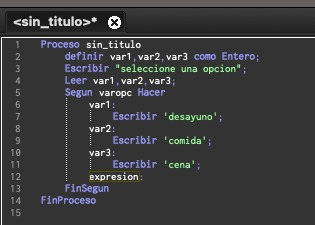 <sin_titulo>*
1 Proceso sin_titulo
2 definir var1,var2,var3 como Entero;
3 Escribir "seleccione una opcion";
4 Leer var1,var2,var3;
5 Segun varopc Hacer
6 var1:
7 Escribir 'desayuno';
8 var2:
9 Escribir 'comida';
10 var3:
11 Escribir 'cena';
12 expresion:
13 FinSegun
14 FinProceso
15